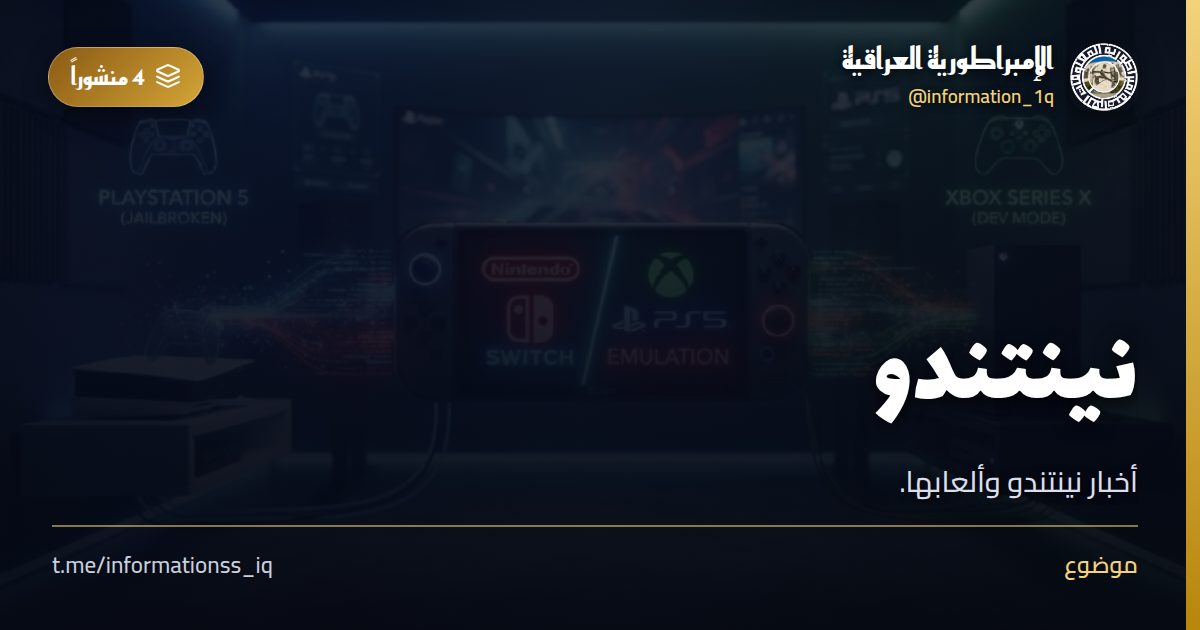 الإمبراطورية العراقية
@information_1q
4 منشوراً
PLAYSTATION 5
(JAILBROKEN)
XBOX SERIES X
(DEV MODE)
Nintendo
SWITCH
PS5
EMULATION
نينتندو
أخبار نينتندو وألعابها.
موضوع
t.me/informationss_iq